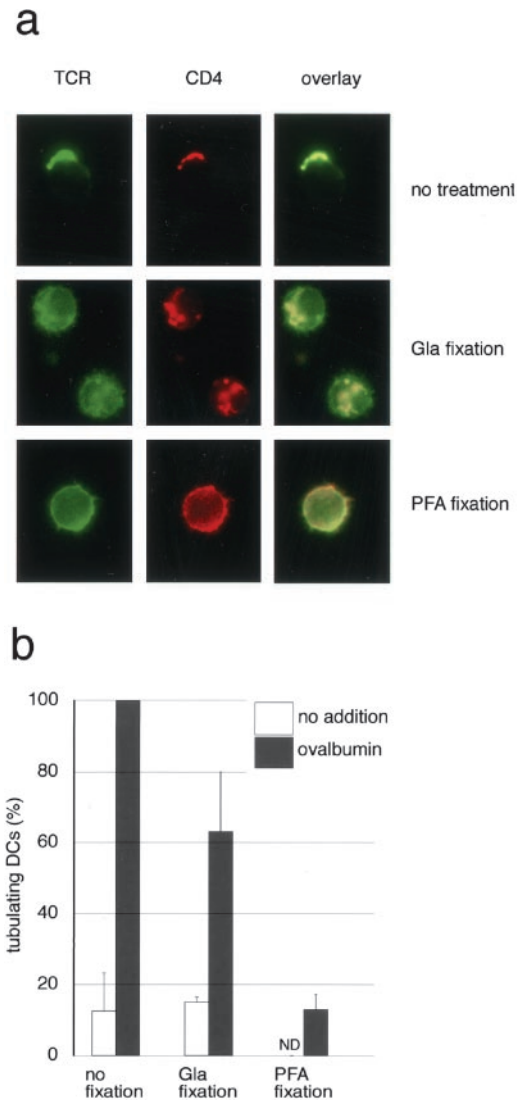 a
TCR CD4 overlay
no treatment
Gla fixation
PFA fixation
b
100
80
60
40
20
0
tubulating DCs (%)
no addition
ovalbumin
ND
no fixation
Gla fixation
PFA fixation